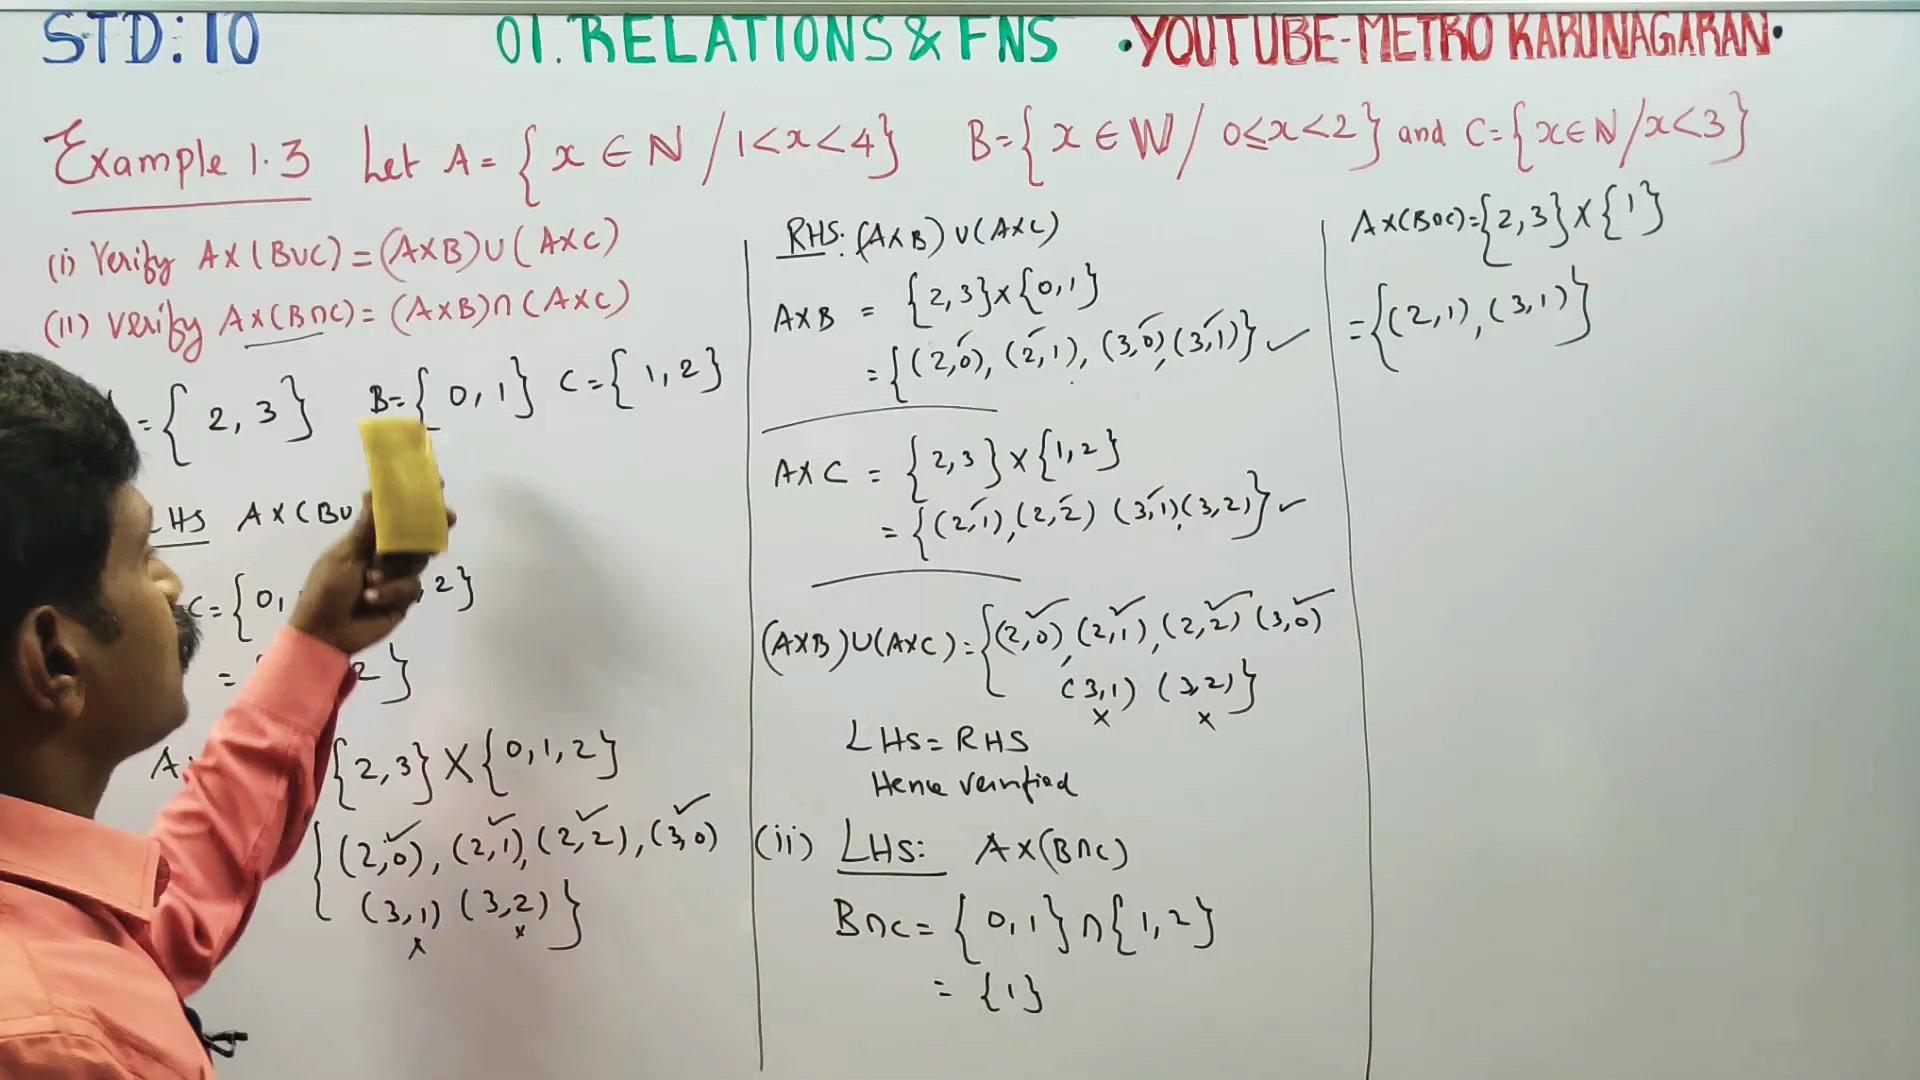 STD: 10 01. RELATIONS & FNS •YOUTUBE-METRO KARUNAGARAN•
Example 1.3 Let A = {x ∈ N / 1<x<4} B={x ∈ W / 0≤x<2} and C={x∈N/x<3}
(i) Verify A×(B∪C)=(A×B)∪(A×C)
(ii) Verify A×(B∩C)=(A×B)∩(A×C)
={2,3} B={0,1} C={1,2}
LHS A×(B∪
C={0, 2}
= 2}
A {2,3}×{0,1,2}
{(2,0), (2,1), (2,2), (3,0)
(3,1) (3,2)}
RHS: (A×B)∪(A×C)
A×B = {2,3}×{0,1}
={(2,0), (2,1), (3,0), (3,1)} ✓
A×C = {2,3}×{1,2}
={(2,1), (2,2) (3,1), (3,2)} ✓
(A×B)∪(A×C)={(2,0), (2,1), (2,2) (3,0)
(3,1) (3,2)}
LHS=RHS
Hence verified
(ii) LHS: A×(B∩C)
B∩C= {0,1}∩{1,2}
= {1}
A×(B∩C)={2,3}×{1}
={(2,1), (3,1)}